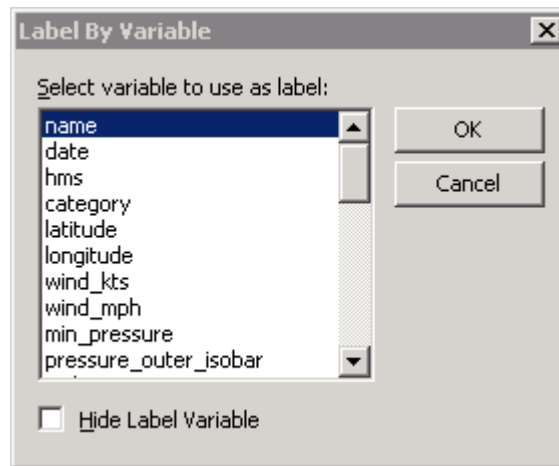 Label By Variable
Select variable to use as label:
name
date
hms
category
latitude
longitude
wind_kts
wind_mph
min_pressure
pressure_outer_isobar
OK
Cancel
Hide Label Variable